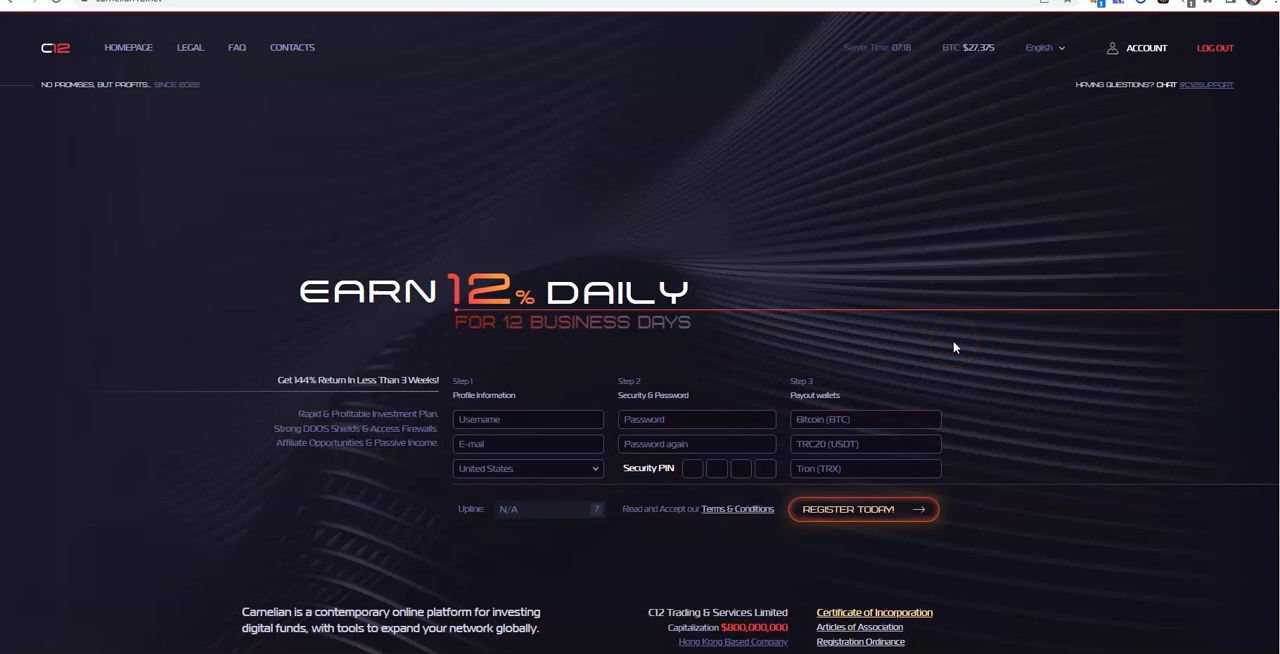 C12 HOMEPAGE LEGAL FAQ CONTACTS Server Time: 07:18 BTC: $27,375 English ACCOUNT LOG OUT
NO PROMISES, BUT PROFITS... SINCE 2022 HAVING QUESTIONS? CHAT @C12SUPPORT
EARN 12% DAILY
FOR 12 BUSINESS DAYS
Get 144% Return In Less Than 3 Weeks!
Rapid & Profitable Investment Plan.
Strong DDOS Shields & Access Firewalls.
Affiliate Opportunities & Passive Income.
Step 1
Profile Information
Username
E-mail
United States
Step 2
Security & Password
Password
Password again
Security PIN
Step 3
Payout wallets
Bitcoin (BTC)
TRC20 (USDT)
Tron (TRX)
Upline: N/A ? Read and Accept our Terms & Conditions REGISTER TODAY!
Carnelian is a contemporary online platform for investing
digital funds, with tools to expand your network globally.
C12 Trading & Services Limited
Capitalization $800,000,000
Hong Kong Based Company
Certificate of Incorporation
Articles of Association
Registration Ordinance